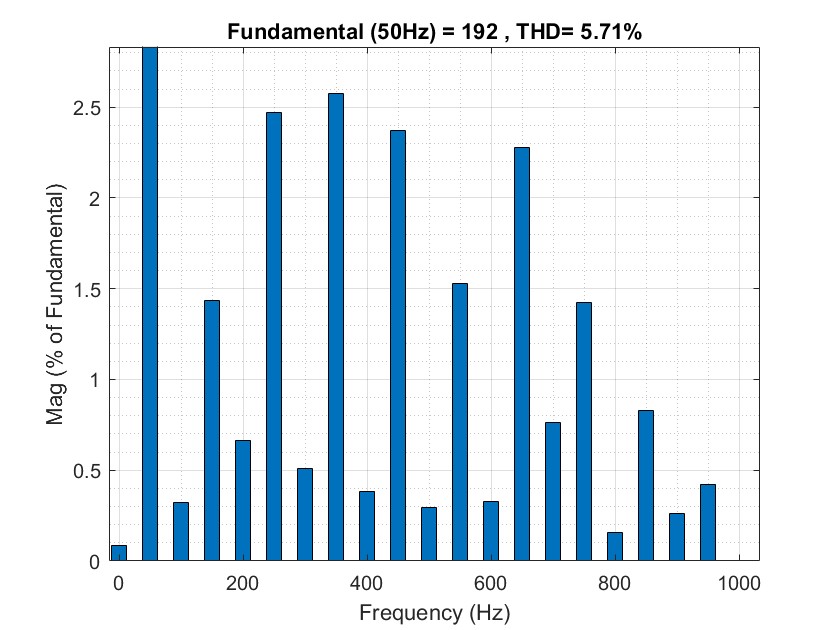 Fundamental (50Hz) = 192 , THD= 5.71%
2.5
2
1.5
1
0.5
0
Mag (% of Fundamental)
0 200 400 600 800 1000
Frequency (Hz)